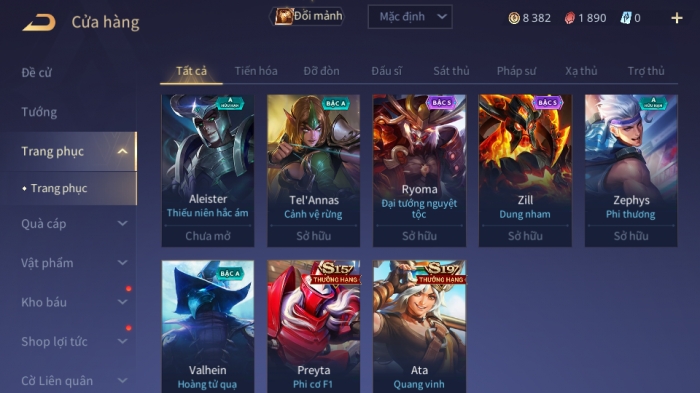 Cửa hàng
Đổi mảnh
Mặc định
8 382
1 890
0
Đề cử
Tướng
Trang phục
Trang phục
Quà cáp
Vật phẩm
Kho báu
Shop lợi tức
Cờ Liên quân
Tất cả
Tiến hóa
Đỡ đòn
Đấu sĩ
Sát thủ
Pháp sư
Xạ thủ
Trợ thủ
A
HỮU HẠN
Aleister
Thiếu niên hắc ám
Chưa mở
BẬC A
Tel'Annas
Cảnh vệ rừng
Sở hữu
BẬC S
Ryoma
Đại tướng nguyệt
tộc
Sở hữu
BẬC S
Zill
Dung nham
Sở hữu
A
HỮU HẠN
Zephys
Phi thương
Sở hữu
BẬC A
Valhein
Hoàng tử quạ
S15
THƯỞNG HẠNG
Preyta
Phi cơ F1
S19
THƯỞNG HẠNG
Ata
Quang vinh